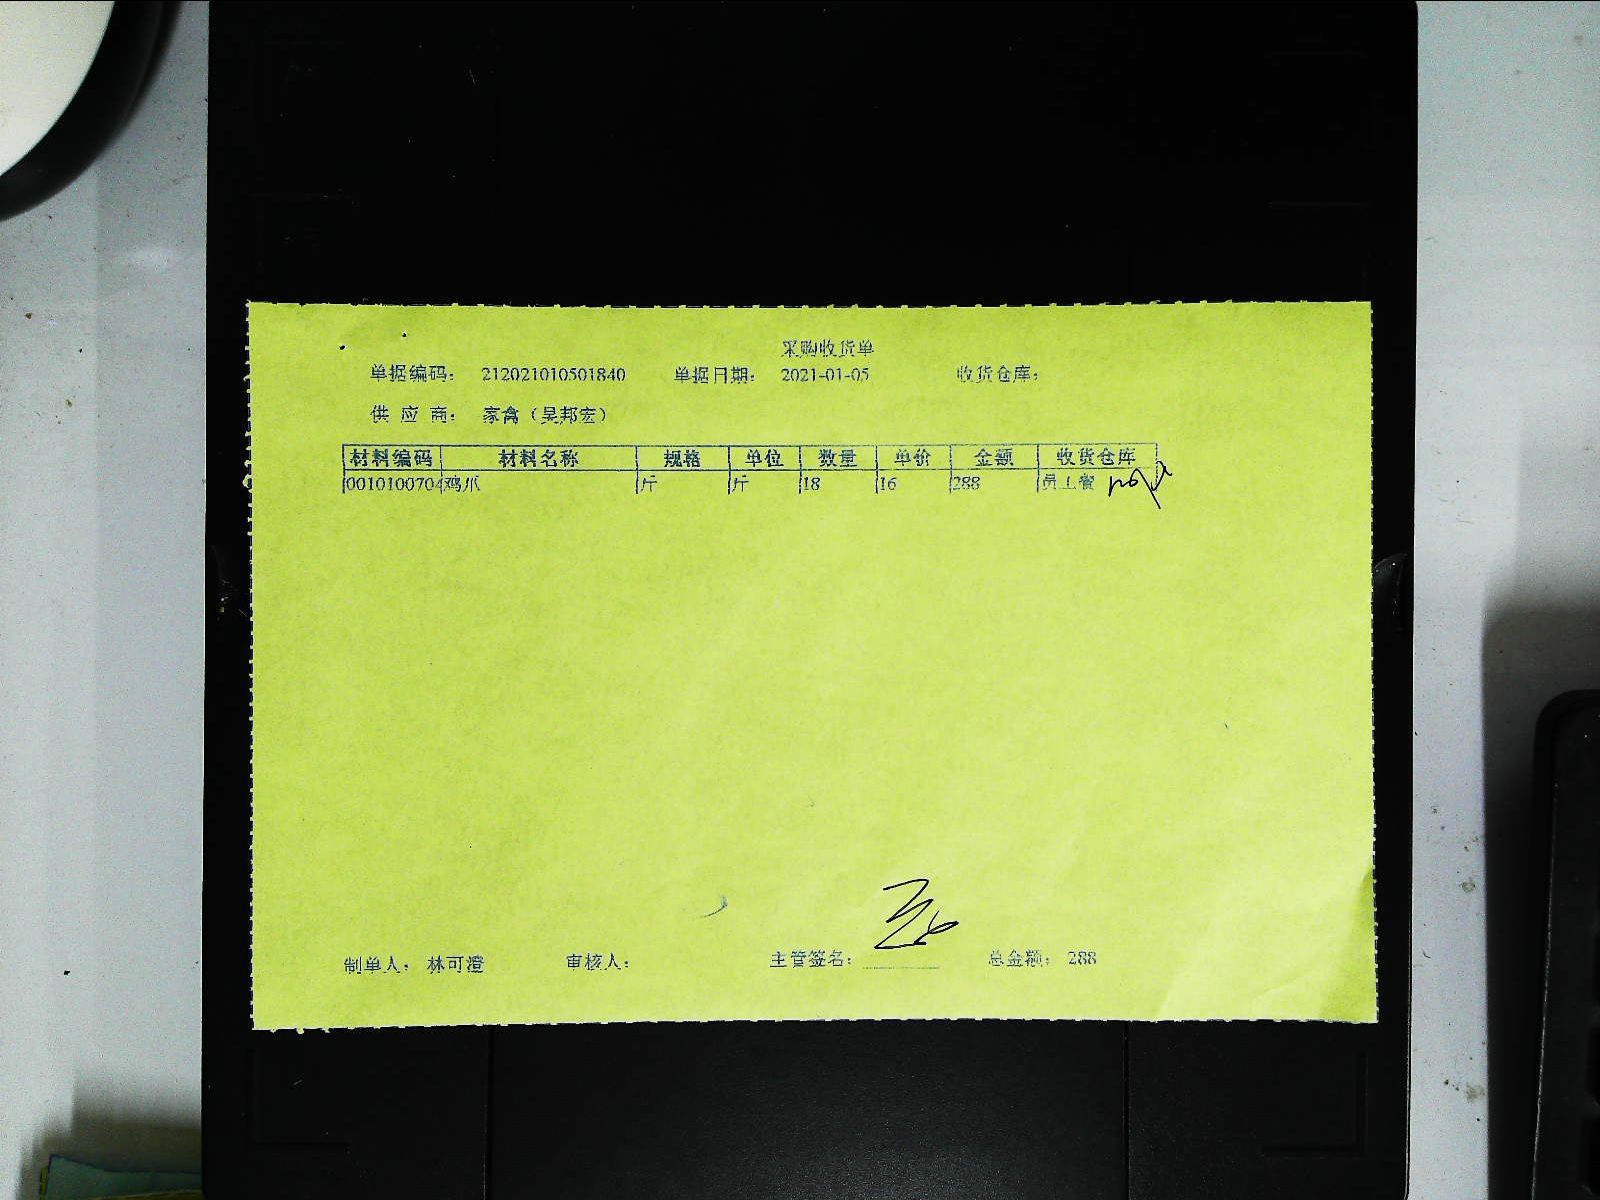 采购收货单
单据编码： 212021010501840 单据日期： 2021-01-05 收货仓库：
供 应 商： 家禽（吴邦宏）
材料编码 材料名称 规格 单位 数量 单价 金额 收货仓库
0010100704 鸡爪 斤 斤 18 16 288 员工餐
制单人： 林可澄 审核人： 主管签名： 总金额： 288